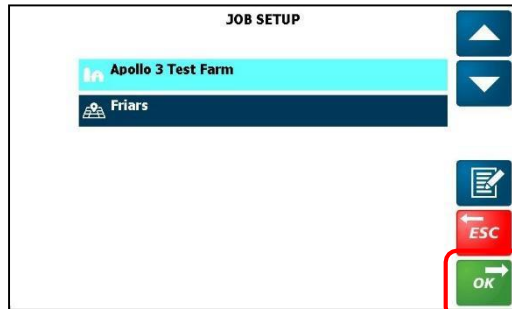 JOB SETUP
Apollo 3 Test Farm
Friars
ESC
OK